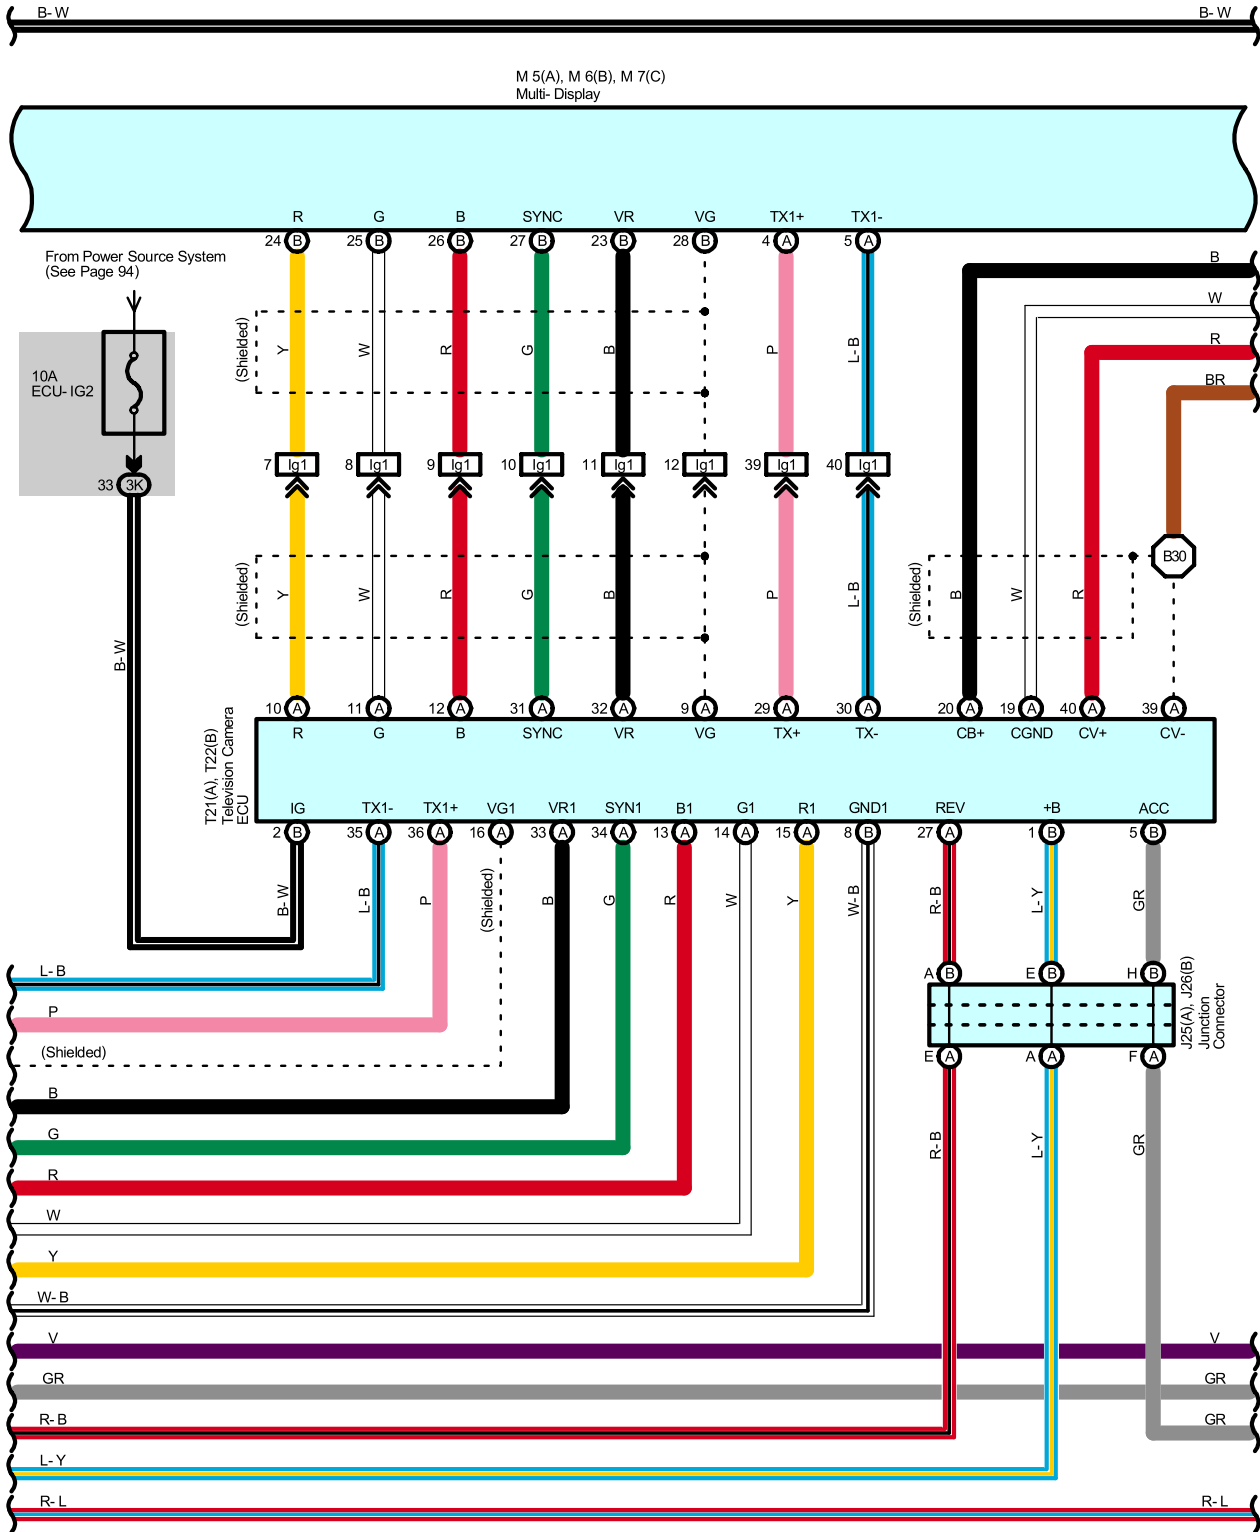 B- W B- W
M 5(A), M 6(B), M 7(C)
Multi- Display
R G B SYNC VR VG TX1+ TX1-
24 B 25 B 26 B 27 B 23 B 28 B 4 A 5 A
From Power Source System
(See Page 94)
B
W
R
BR
10A
ECU- IG2
(Shielded) Y W R G B P L- B
7 Ig1 8 Ig1 9 Ig1 10 Ig1 11 Ig1 12 Ig1 39 Ig1 40 Ig1
33 3K
B30
(Shielded) Y W R G B P L- B (Shielded) B W R
B- W
10 A 11 A 12 A 31 A 32 A 9 A 29 A 30 A 20 A 19 A 40 A 39 A
R G B SYNC VR VG TX+ TX- CB+ CGND CV+ CV-
T21(A), T22(B)
Television Camera
ECU
IG TX1- TX1+ VG1 VR1 SYN1 B1 G1 R1 GND1 REV +B ACC
2 B 35 A 36 A 16 A 33 A 34 A 13 A 14 A 15 A 8 B 27 A 1 B 5 B
B- W L- B P (Shielded) B G R W Y W- B R- B L- Y GR
A B E B H B
J25(A), J26(B)
Junction
Connector
E A A A F A
R- B L- Y GR
L- B
P
(Shielded)
B
G
R
W
Y
W- B
V V
GR GR
R- B GR
L- Y
R- L R- L